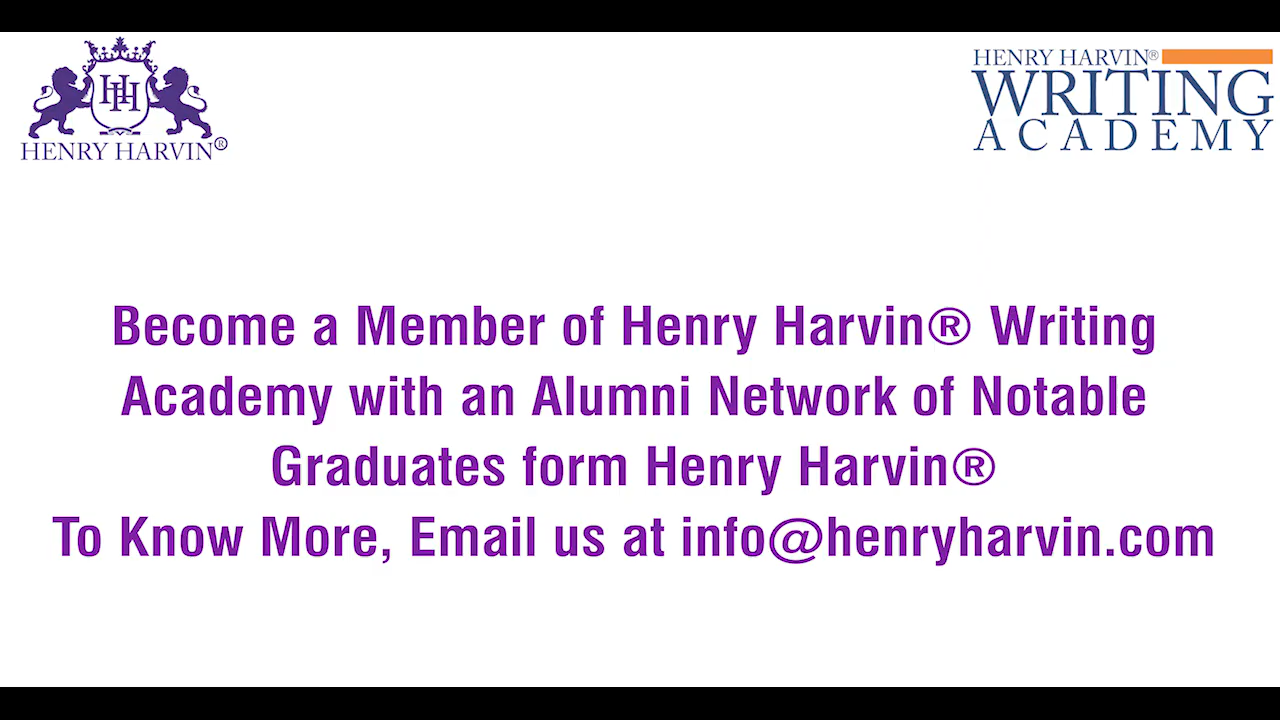 HH
HENRY HARVIN®
HENRY HARVIN®
WRITING
ACADEMY
Become a Member of Henry Harvin® Writing
Academy with an Alumni Network of Notable
Graduates form Henry Harvin®
To Know More, Email us at info@henryharvin.com